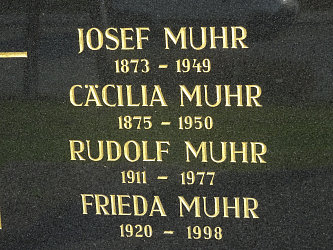 JOSEF MUHR
1873 – 1949
CÄCILIA MUHR
1875 – 1950
RUDOLF MUHR
1911 – 1977
FRIEDA MUHR
1920 – 1998